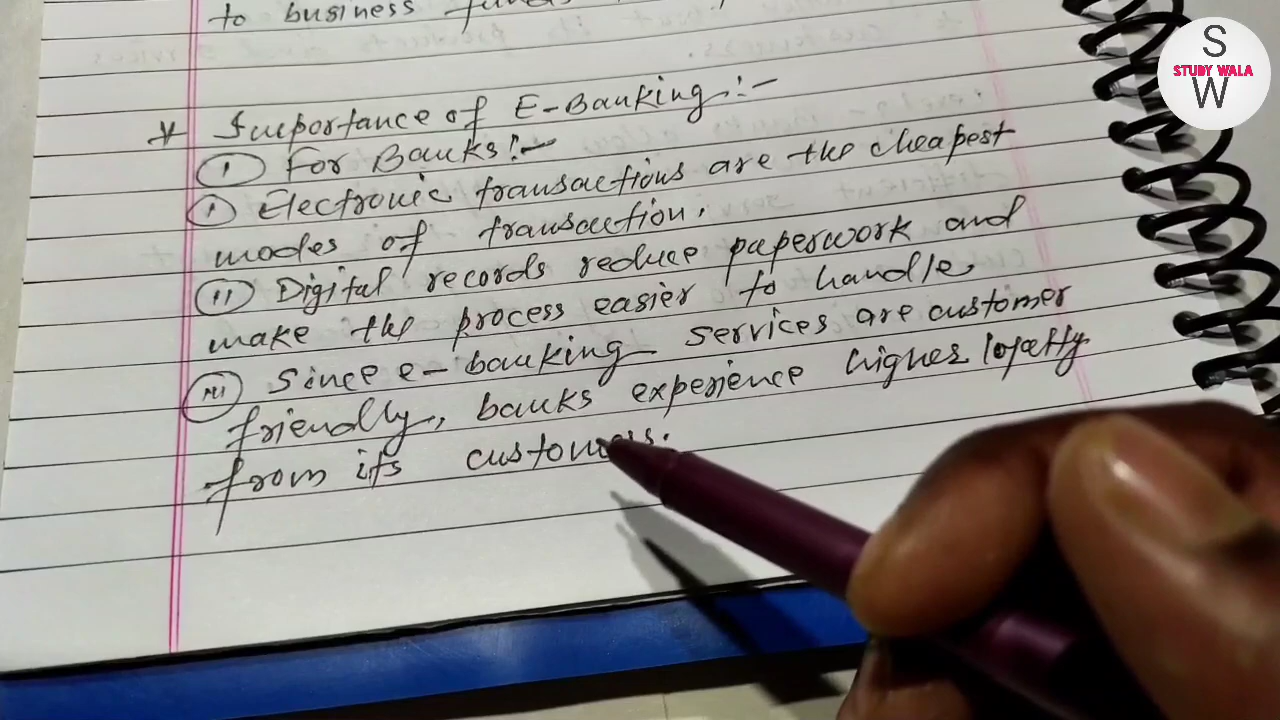 to business
* Importance of E-Banking :-
(1) For Banks :-
(I) Electronic transactions are the cheapest
modes of transaction.
(II) Digital records reduce paperwork and
make the process easier to handle.
(III) Since e-banking services are customer
friendly, banks experience higher loyalty
from its customers.
S
STUDY WALA
W